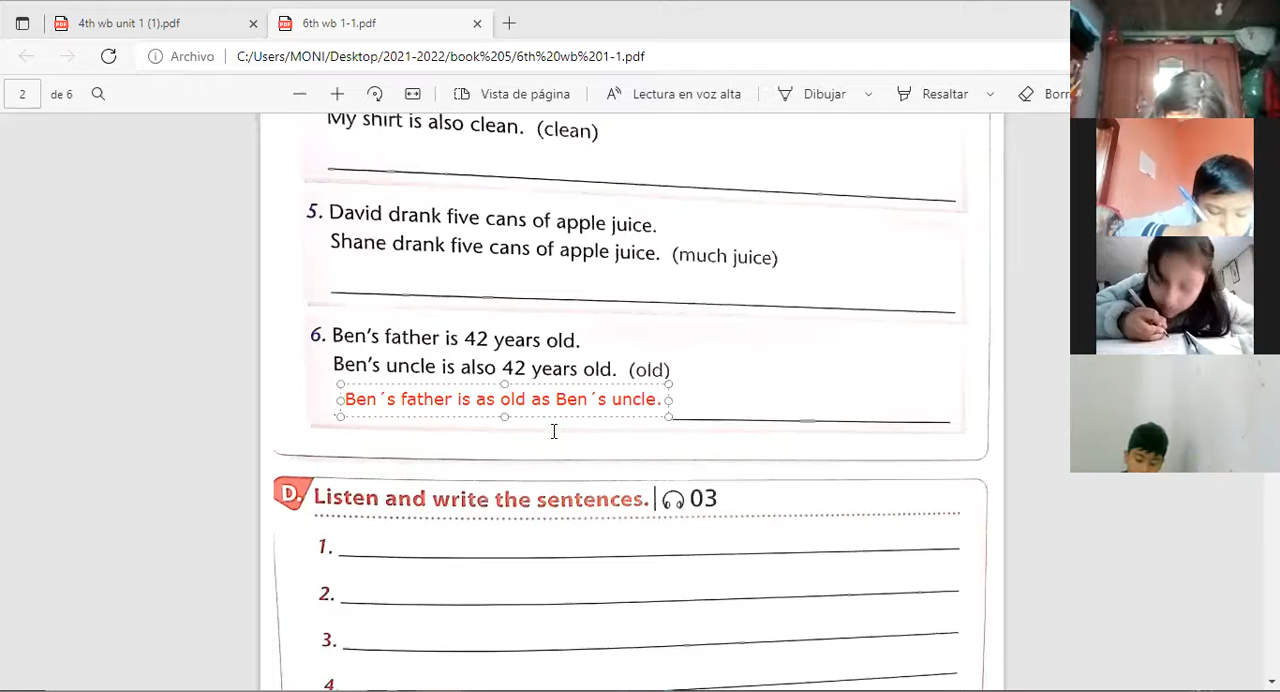 4th wb unit 1 (1).pdf
6th wb 1-1.pdf
Archivo C:/Users/MONI/Desktop/2021-2022/book%205/6th%20wb%201-1.pdf
2 de 6 Vista de página Lectura en voz alta Dibujar Resaltar Borr
My shirt is also clean. (clean)
5. David drank five cans of apple juice.
Shane drank five cans of apple juice. (much juice)
6. Ben's father is 42 years old.
Ben's uncle is also 42 years old. (old)
Ben´s father is as old as Ben´s uncle.
D. Listen and write the sentences. 03
1.
2.
3.
4